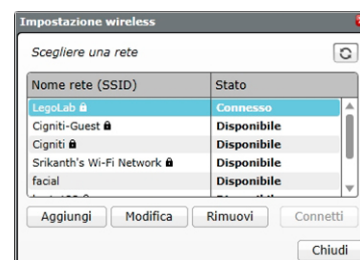 Impostazione wireless
Scegliere una rete
Nome rete (SSID) Stato
LegoLab Connesso
Cigniti-Guest Disponibile
Cigniti Disponibile
Srikanth's Wi-Fi Network Disponibile
facial Disponibile
Aggiungi Modifica Rimuovi Connetti
Chiudi